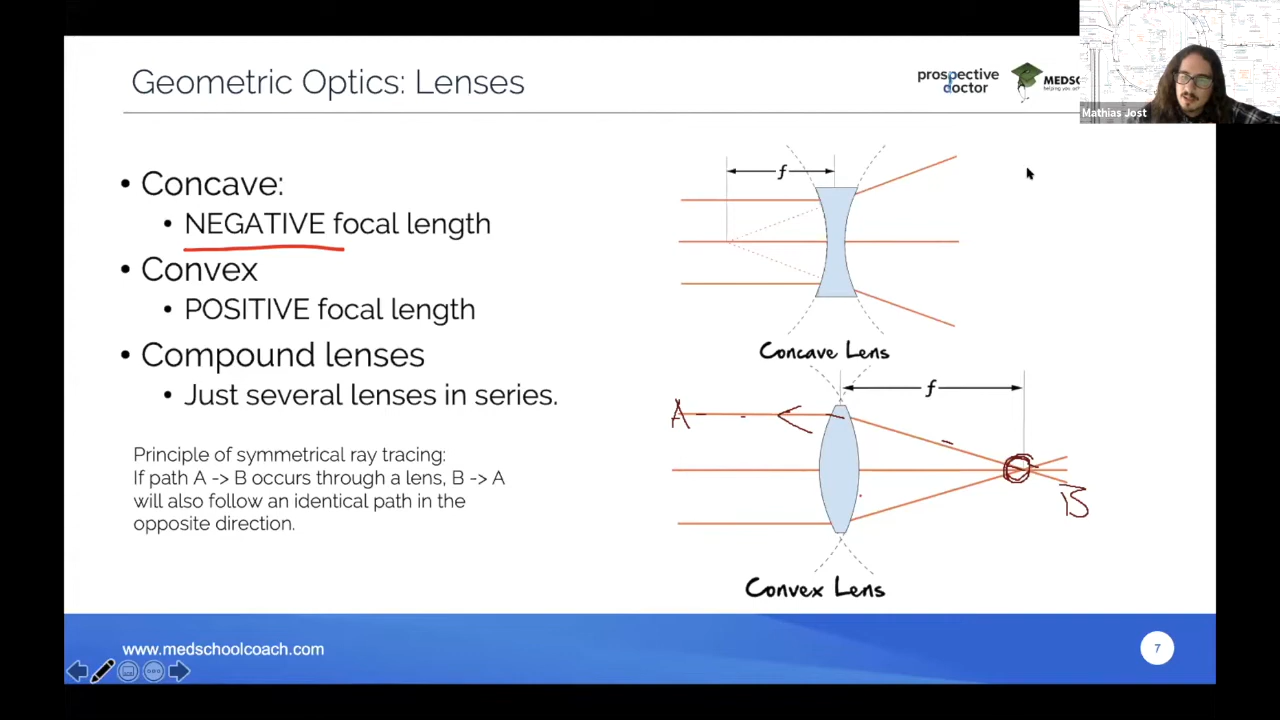 Geometric Optics: Lenses
prospective
doctor
Mathias Jost
• Concave:
• NEGATIVE focal length
• Convex
• POSITIVE focal length
• Compound lenses
• Just several lenses in series.
Principle of symmetrical ray tracing:
If path A -> B occurs through a lens, B -> A
will also follow an identical path in the
opposite direction.
f
Concave Lens
f
A
B
Convex Lens
www.medschoolcoach.com
7